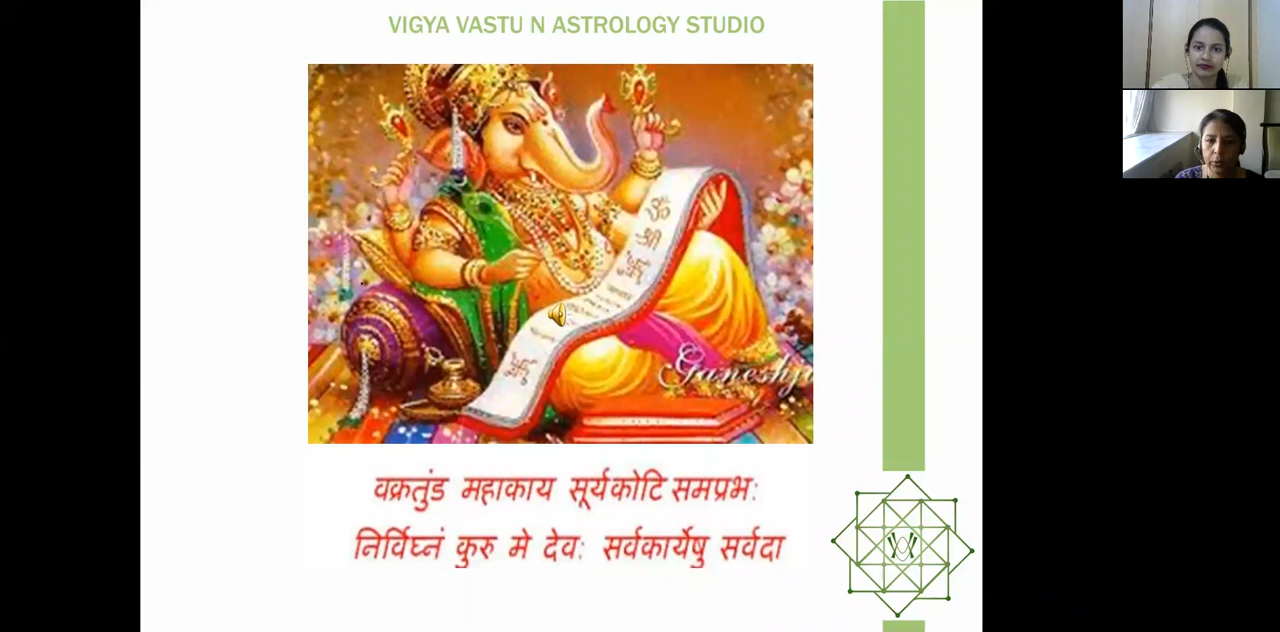 VIGYA VASTU N ASTROLOGY STUDIO
ॐ
श्री
Ganeshji
वक्रतुंड महाकाय सूर्यकोटि समप्रभः
निर्विघ्नं कुरु मे देवः सर्वकार्येषु सर्वदा